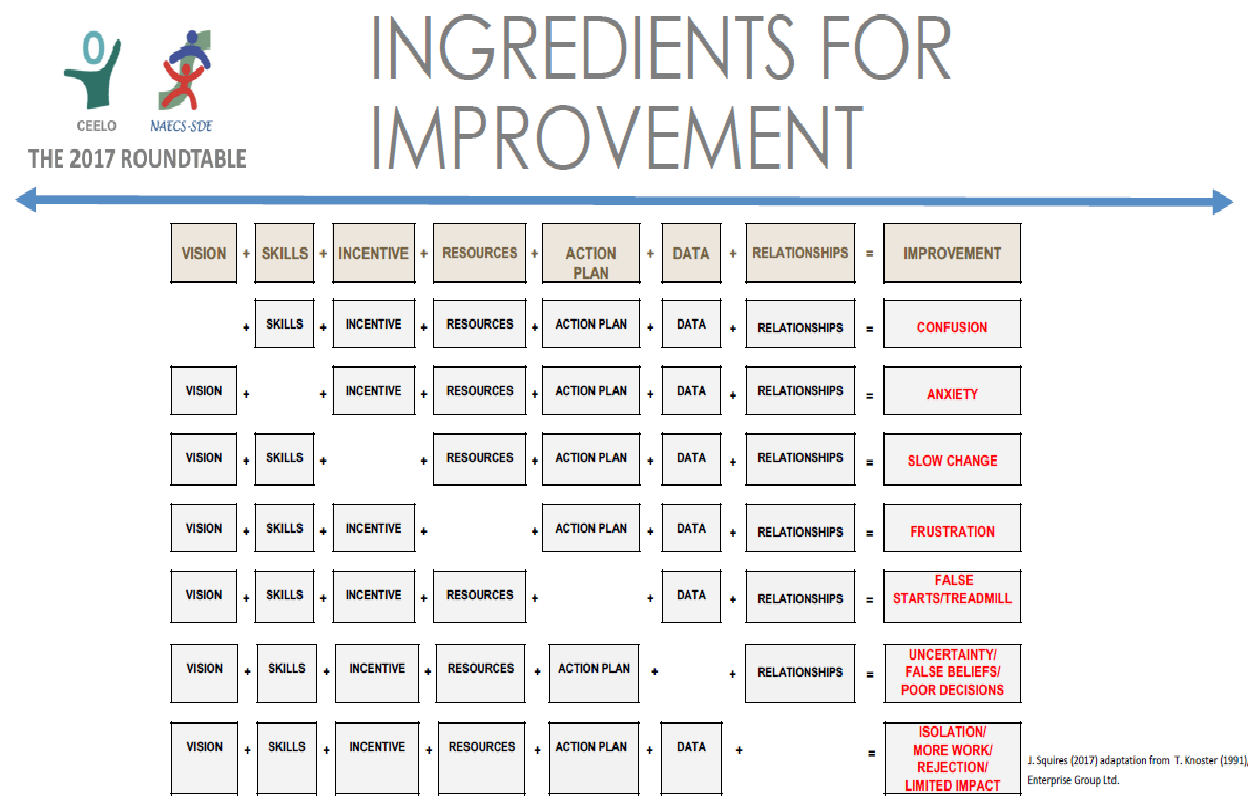 INGREDIENTS FOR
IMPROVEMENT
CEELO NAECS-SDE
THE 2017 ROUNDTABLE
VISION + SKILLS + INCENTIVE + RESOURCES + ACTION PLAN + DATA + RELATIONSHIPS = IMPROVEMENT
+ SKILLS + INCENTIVE + RESOURCES + ACTION PLAN + DATA + RELATIONSHIPS = CONFUSION
VISION + + INCENTIVE + RESOURCES + ACTION PLAN + DATA + RELATIONSHIPS = ANXIETY
VISION + SKILLS + + RESOURCES + ACTION PLAN + DATA + RELATIONSHIPS = SLOW CHANGE
VISION + SKILLS + INCENTIVE + + ACTION PLAN + DATA + RELATIONSHIPS = FRUSTRATION
VISION + SKILLS + INCENTIVE + RESOURCES + + DATA + RELATIONSHIPS = FALSE
STARTS/TREADMILL
VISION + SKILLS + INCENTIVE + RESOURCES + ACTION PLAN + + RELATIONSHIPS = UNCERTAINTY/
FALSE BELIEFS/
POOR DECISIONS
VISION + SKILLS + INCENTIVE + RESOURCES + ACTION PLAN + DATA + = ISOLATION/
MORE WORK/
REJECTION/
LIMITED IMPACT
J. Squires (2017) adaptation from T. Knoster (1991),
Enterprise Group Ltd.